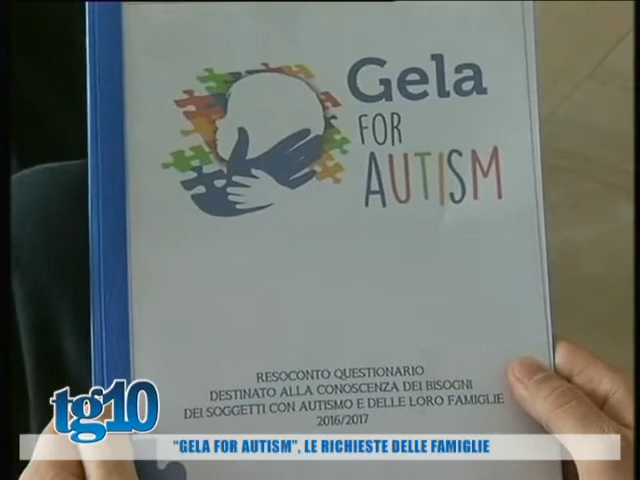 Gela
FOR
AUTISM
RESOCONTO QUESTIONARIO
DESTINATO ALLA CONOSCENZA DEI BISOGNI
DEI SOGGETTI CON AUTISMO E DELLE LORO FAMIGLIE
2016/2017
tg10
“GELA FOR AUTISM”, LE RICHIESTE DELLE FAMIGLIE